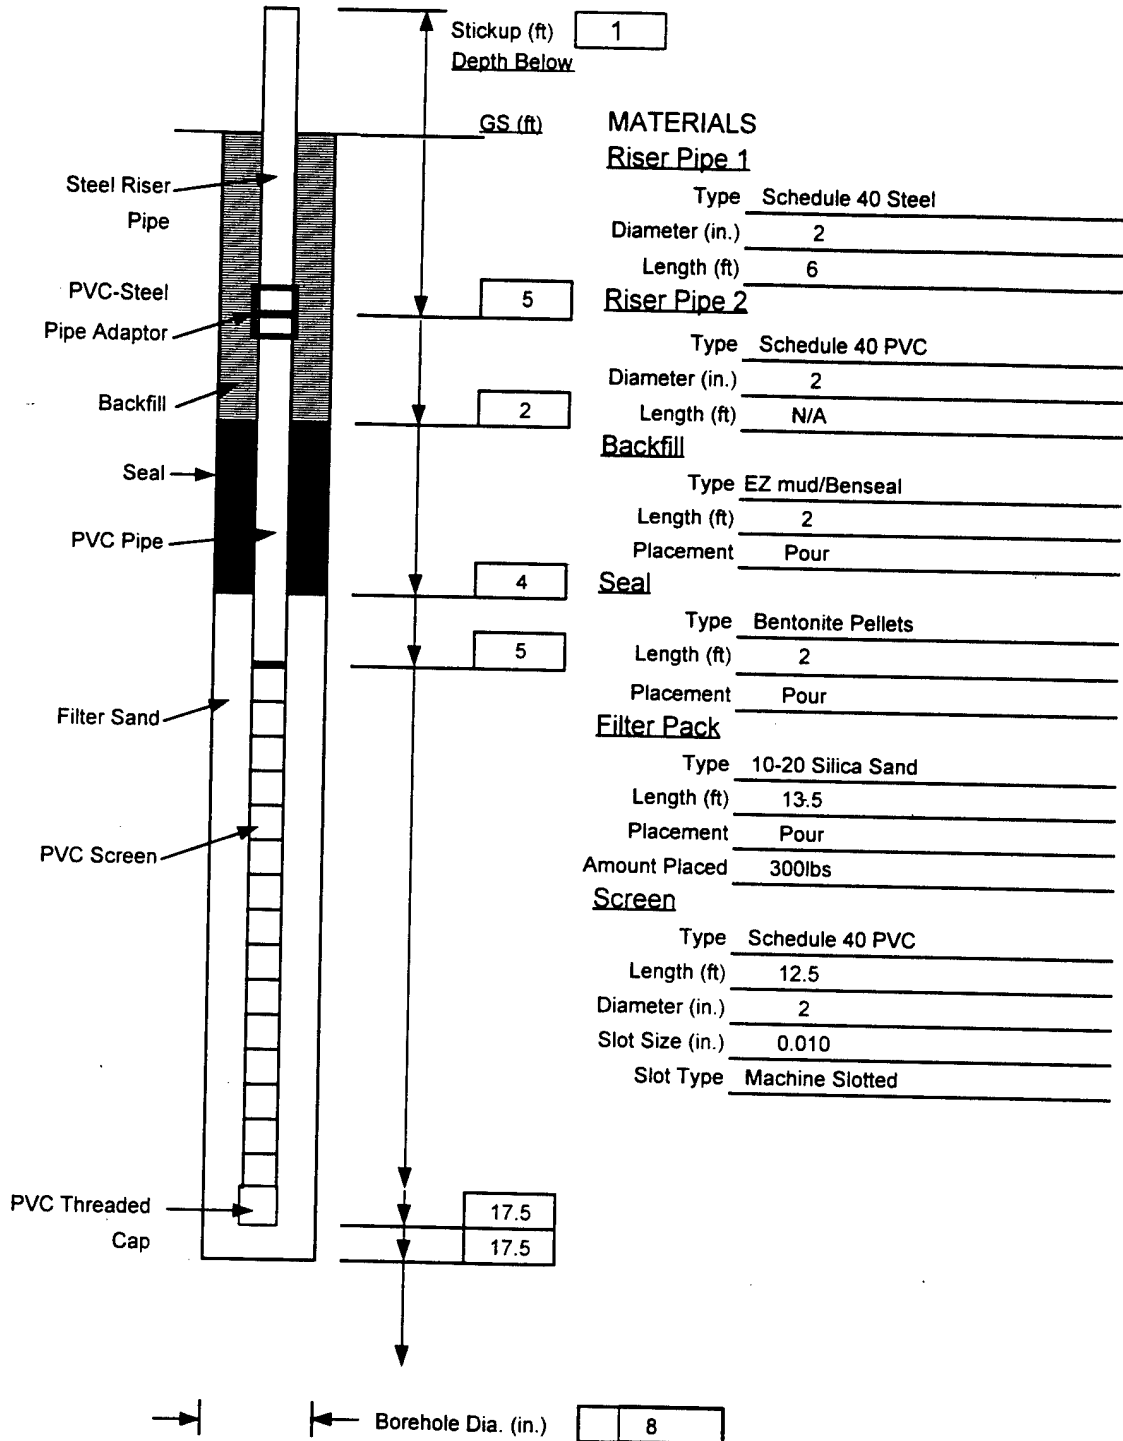 Stickup (ft) 1
Depth Below
GS (ft)
MATERIALS
Riser Pipe 1
Type Schedule 40 Steel
Diameter (in.) 2
Length (ft) 6
Riser Pipe 2
Type Schedule 40 PVC
Diameter (in.) 2
Length (ft) N/A
Backfill
Type EZ mud/Benseal
Length (ft) 2
Placement Pour
Seal
Type Bentonite Pellets
Length (ft) 2
Placement Pour
Filter Pack
Type 10-20 Silica Sand
Length (ft) 13.5
Placement Pour
Amount Placed 300lbs
Screen
Type Schedule 40 PVC
Length (ft) 12.5
Diameter (in.) 2
Slot Size (in.) 0.010
Slot Type Machine Slotted
Steel Riser
Pipe
PVC-Steel
Pipe Adaptor
Backfill
Seal
PVC Pipe
Filter Sand
PVC Screen
PVC Threaded
Cap
5
2
4
5
17.5
17.5
Borehole Dia. (in.) 8